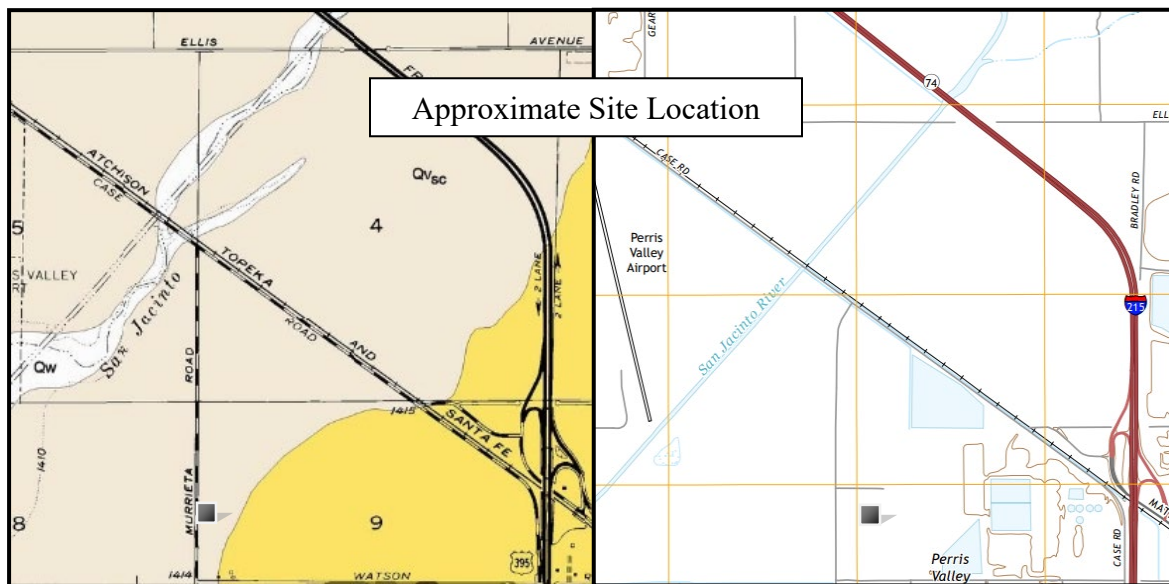 ELLIS
AVENUE
FR
Approximate Site Location
ATCHISON
CASE
Qvsc
5
4
S VALLEY
TOPEKA
ROAD
AND
2 LANE
2 LANE
San Jacinto
Qw
ROAD
1415
SANTA FE
1410
MURRIETA
8
9
395
1414
WATSON
GEAR
74
ELL
CASE RD
BRADLEY RD
Perris
Valley
Airport
215
San Jacinto River
MAT
CASE RD
Perris
Valley